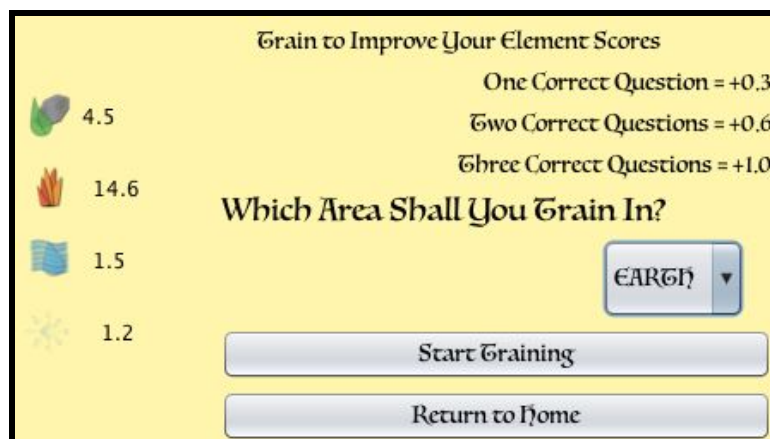 Train to Improve Your Element Scores
One Correct Question = +0.3
Two Correct Questions = +0.6
Three Correct Questions = +1.0
4.5
14.6
1.5
1.2
Which Area Shall You Train In?
EARTH
Start Training
Return to Home